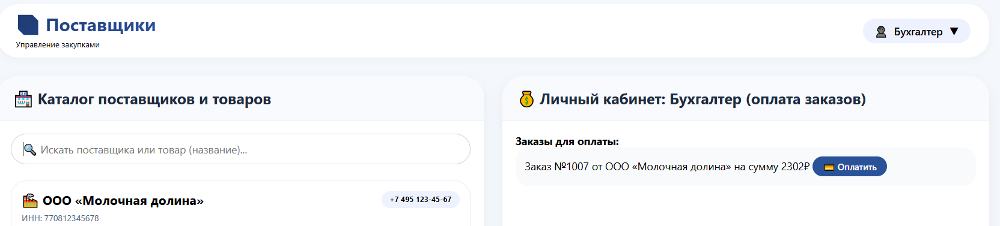 Поставщики
Управление закупками
Бухгалтер ▼
Каталог поставщиков и товаров
Искать поставщика или товар (название)...
ООО «Молочная долина»
+7 495 123-45-67
ИНН: 770812345678
Личный кабинет: Бухгалтер (оплата заказов)
Заказы для оплаты:
Заказ №1007 от ООО «Молочная долина» на сумму 2302₽ Оплатить